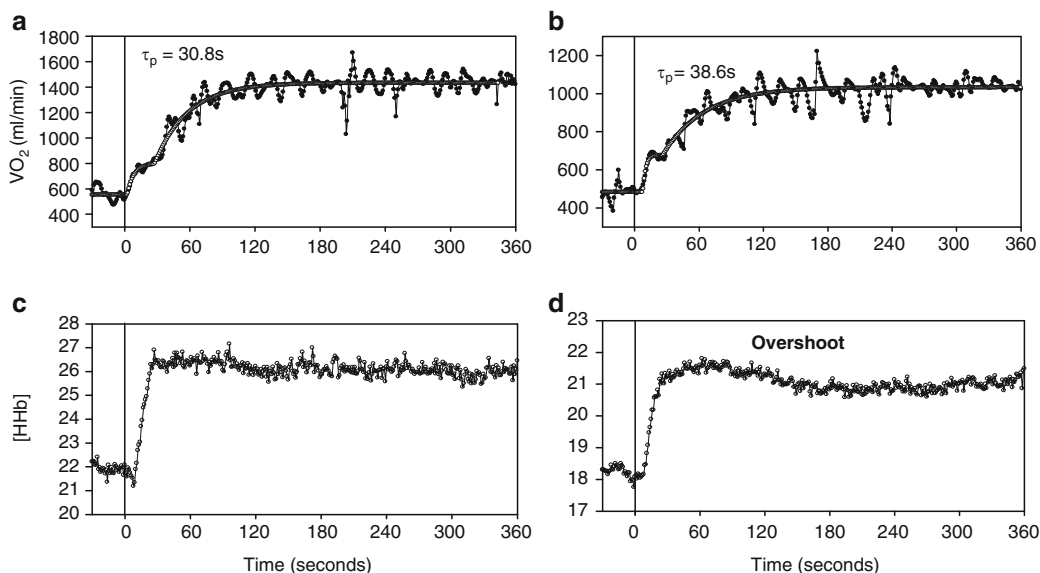 a
τp = 30.8s
VO2 (ml/min)
1800
1600
1400
1200
1000
800
600
400
0 60 120 180 240 300 360
b
τp = 38.6s
1200
1000
800
600
400
0 60 120 180 240 300 360
c
[HHb]
28
27
26
25
24
23
22
21
20
0 60 120 180 240 300 360
Time (seconds)
d
Overshoot
23
22
21
20
19
18
17
0 60 120 180 240 300 360
Time (seconds)